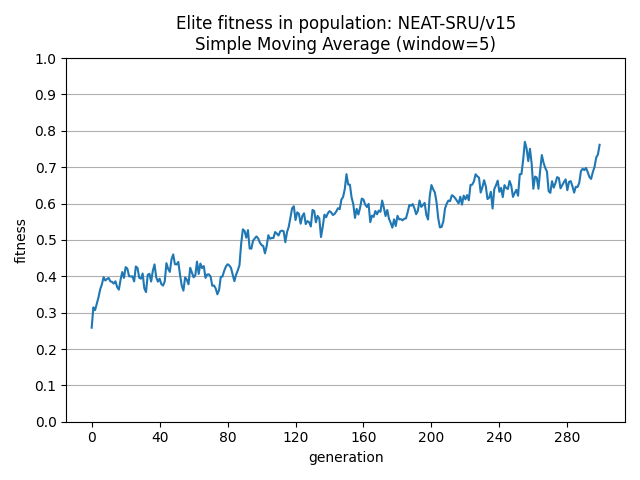 Elite fitness in population: NEAT-SRU/v15
Simple Moving Average (window=5)
1.0
0.9
0.8
0.7
0.6
0.5
0.4
0.3
0.2
0.1
0.0
fitness
0 40 80 120 160 200 240 280
generation